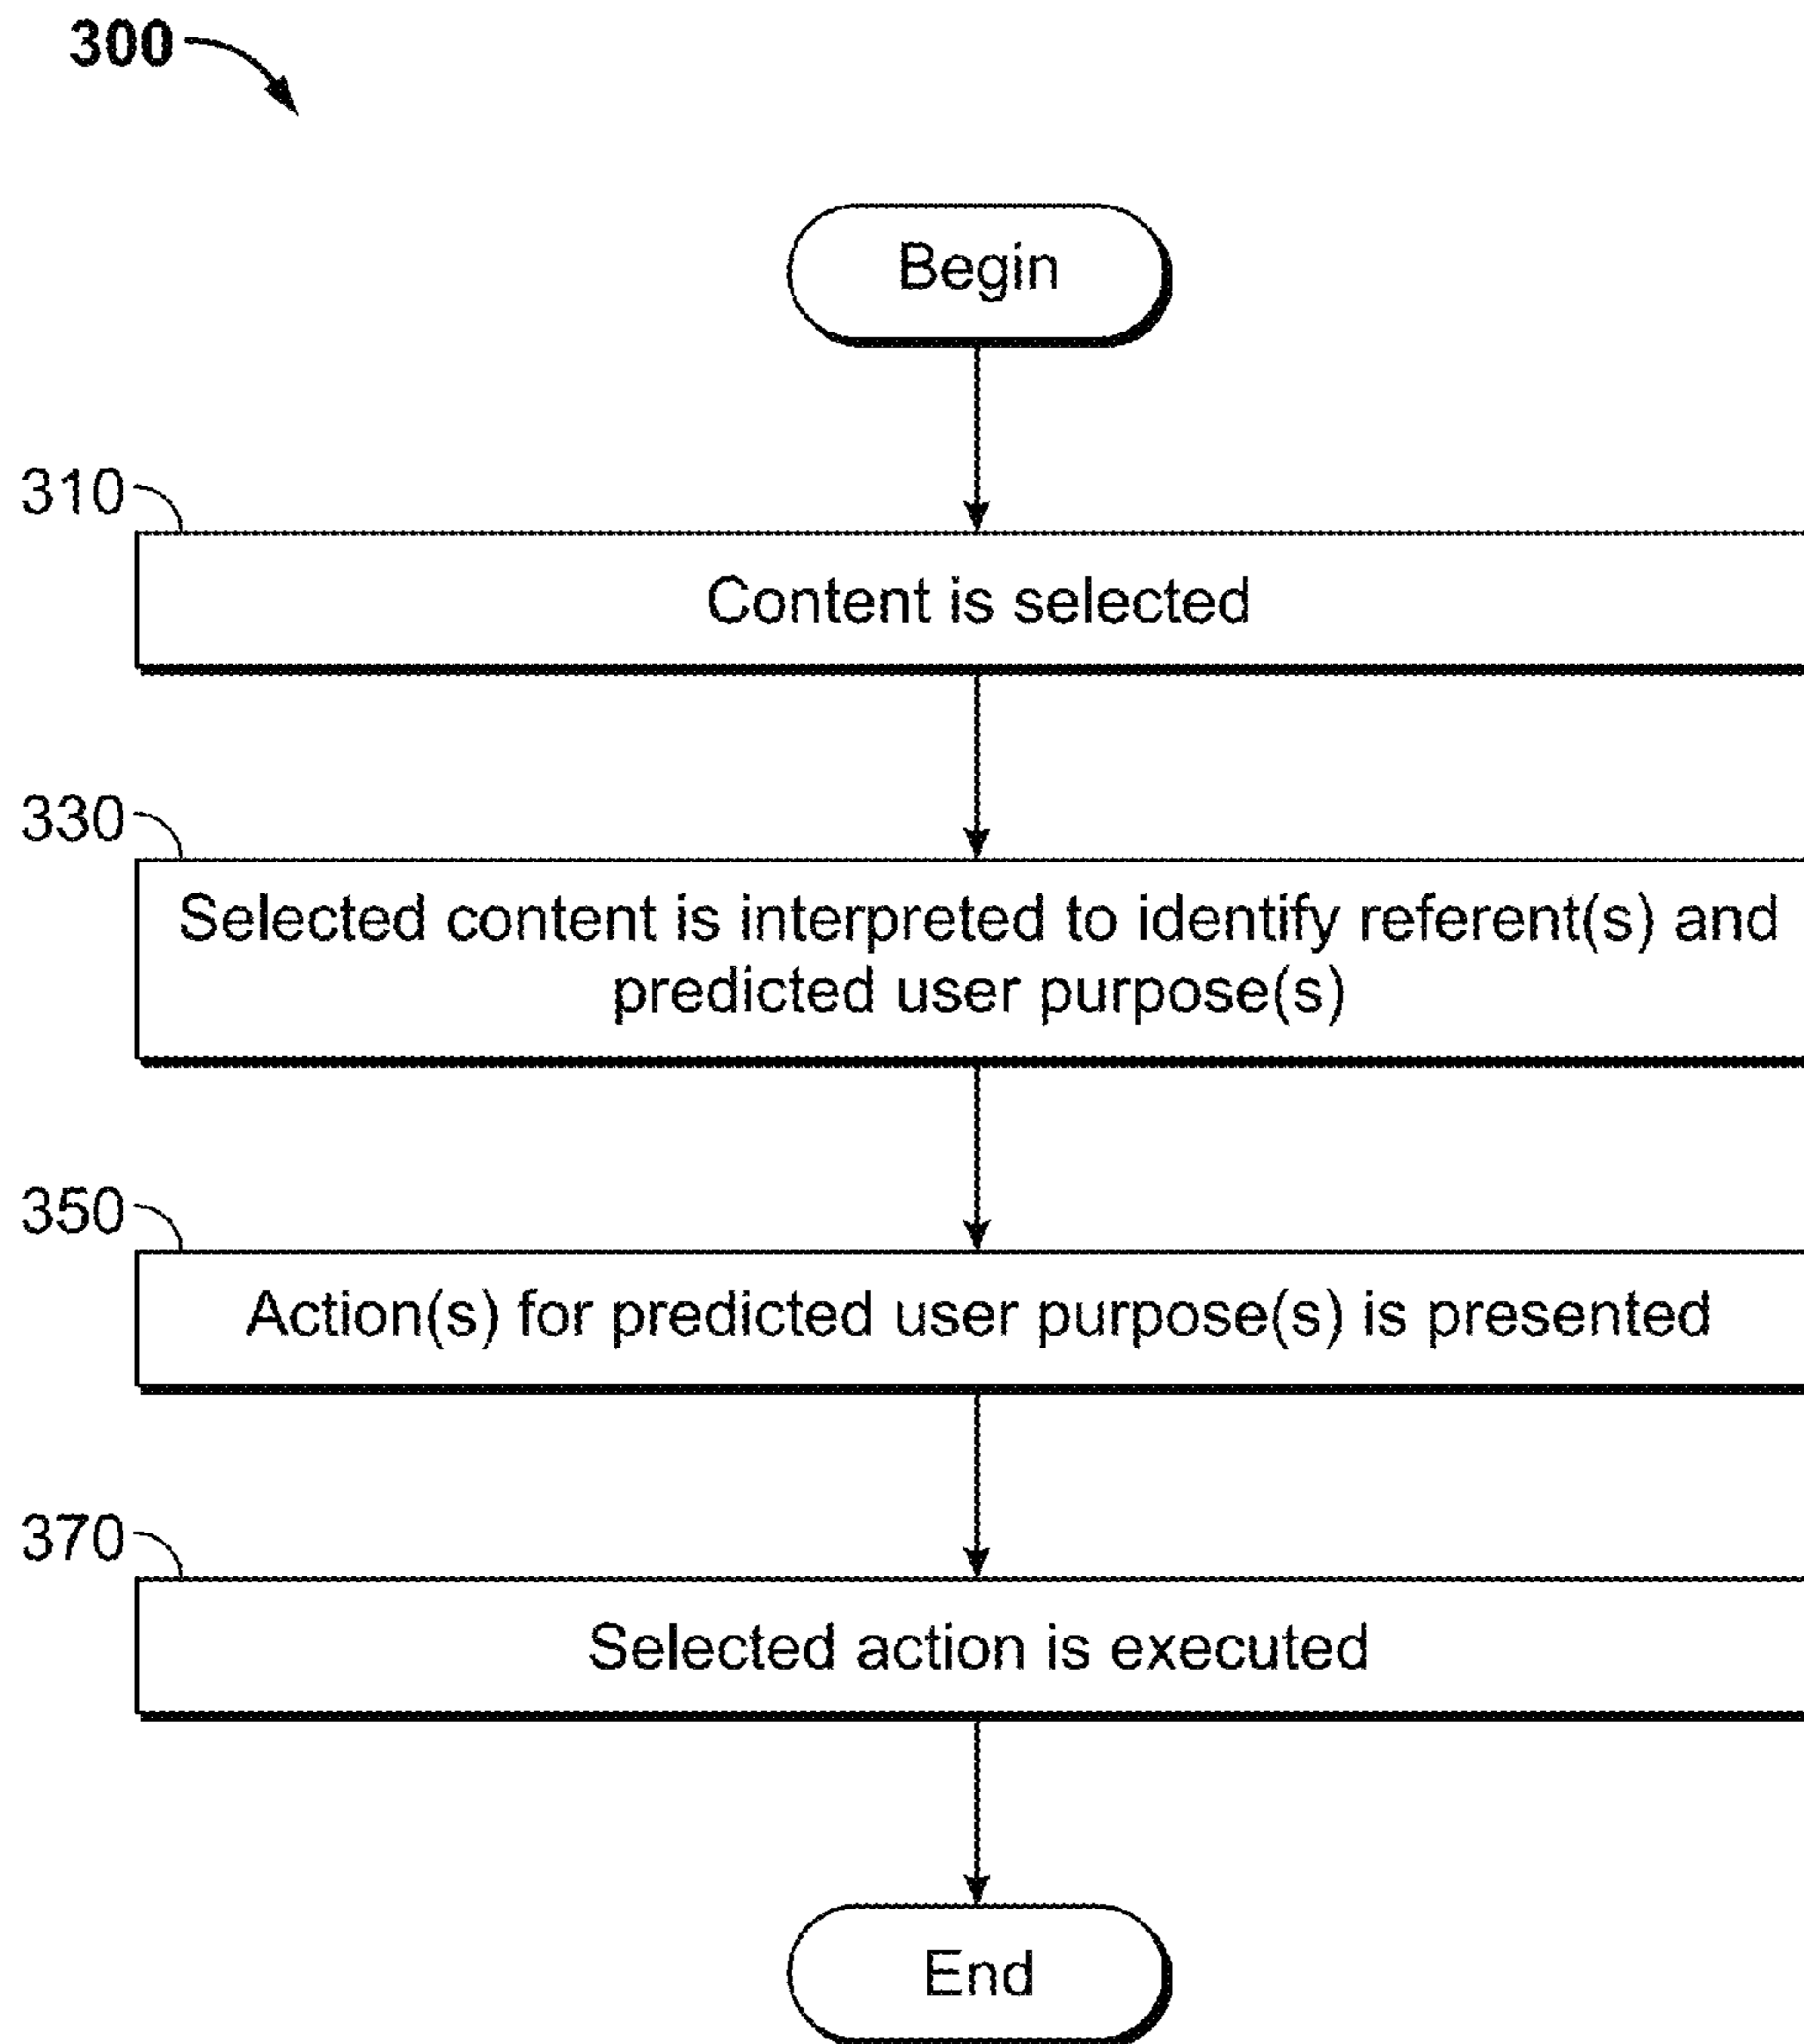 300
Begin
310
Content is selected
330
Selected content is interpreted to identify referent(s) and
predicted user purpose(s)
350
Action(s) for predicted user purpose(s) is presented
370
Selected action is executed
End